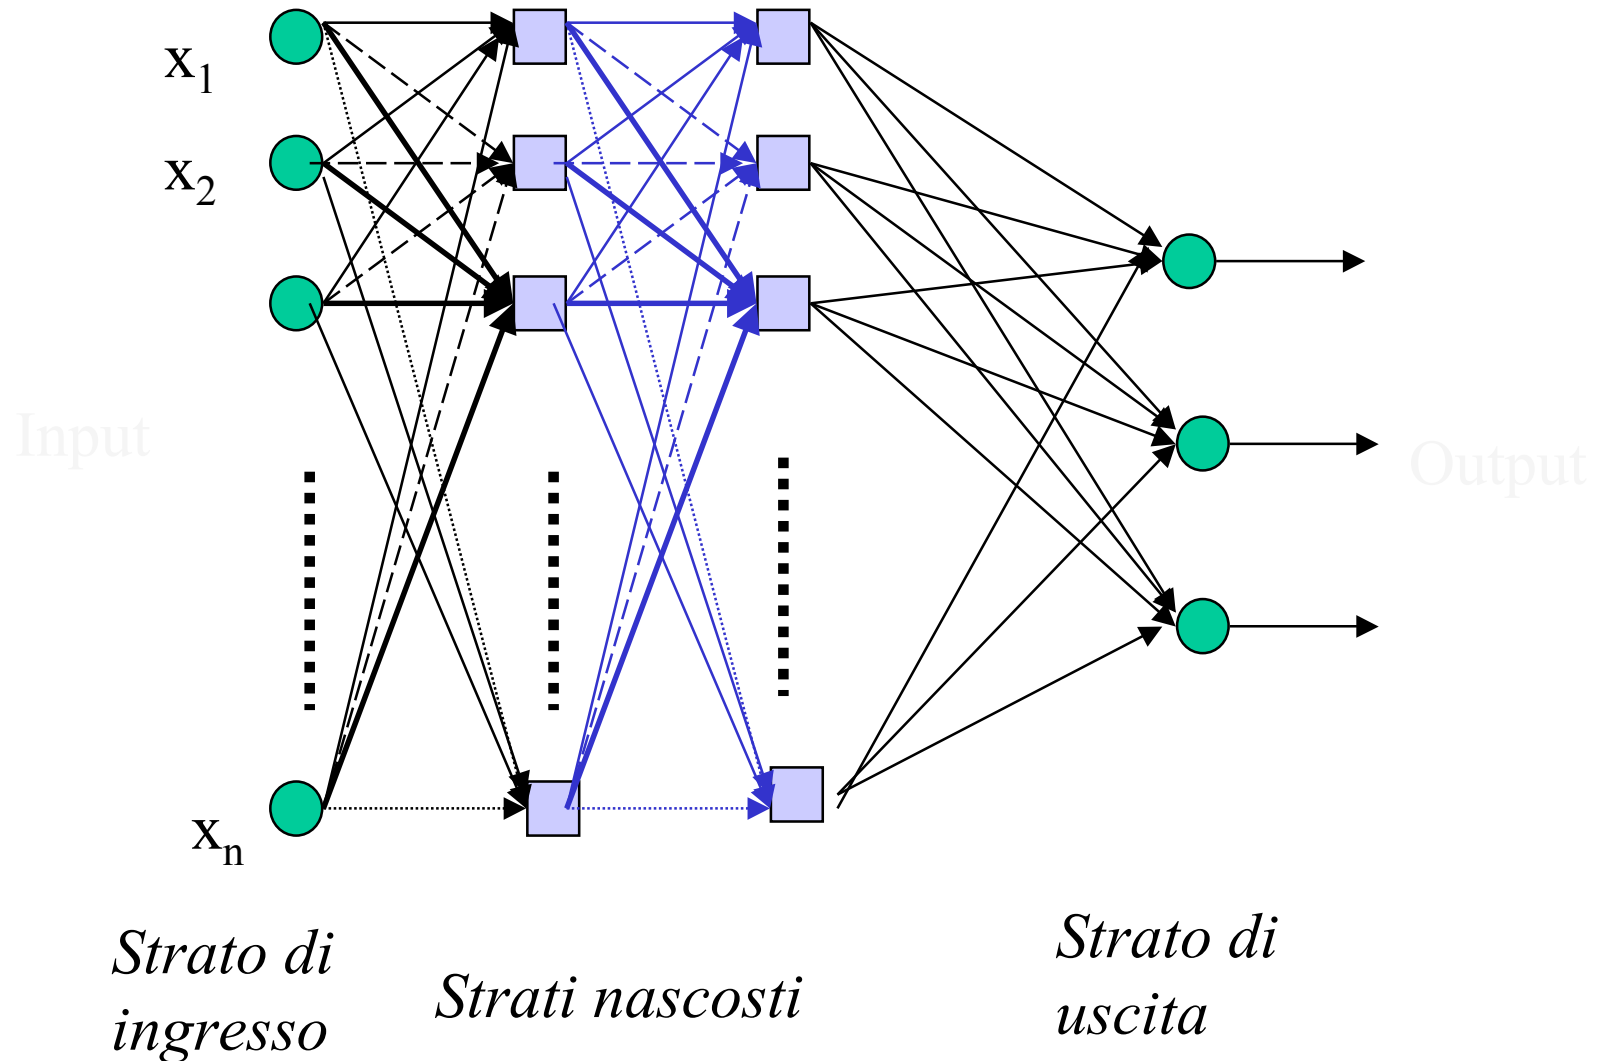 x1
x2
Input
Output
xn
Strato di
ingresso
Strati nascosti
Strato di
uscita